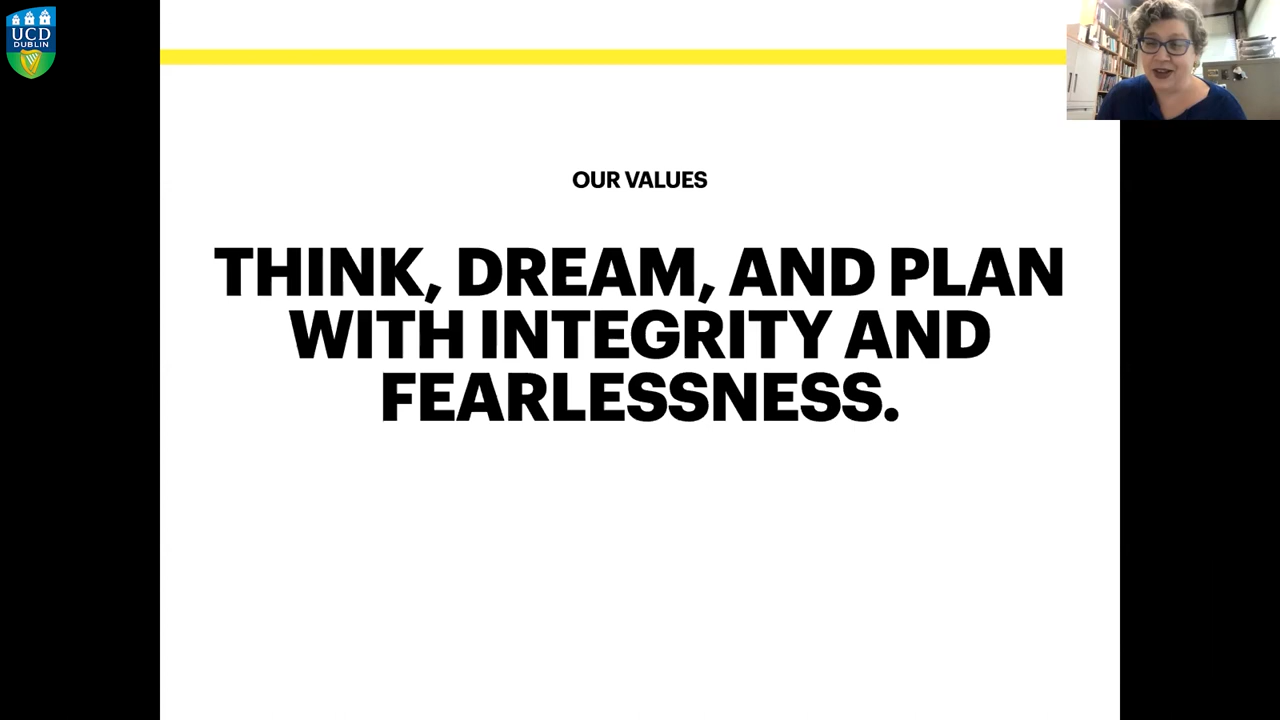 UCD
DUBLIN
OUR VALUES
THINK, DREAM, AND PLAN
WITH INTEGRITY AND
FEARLESSNESS.